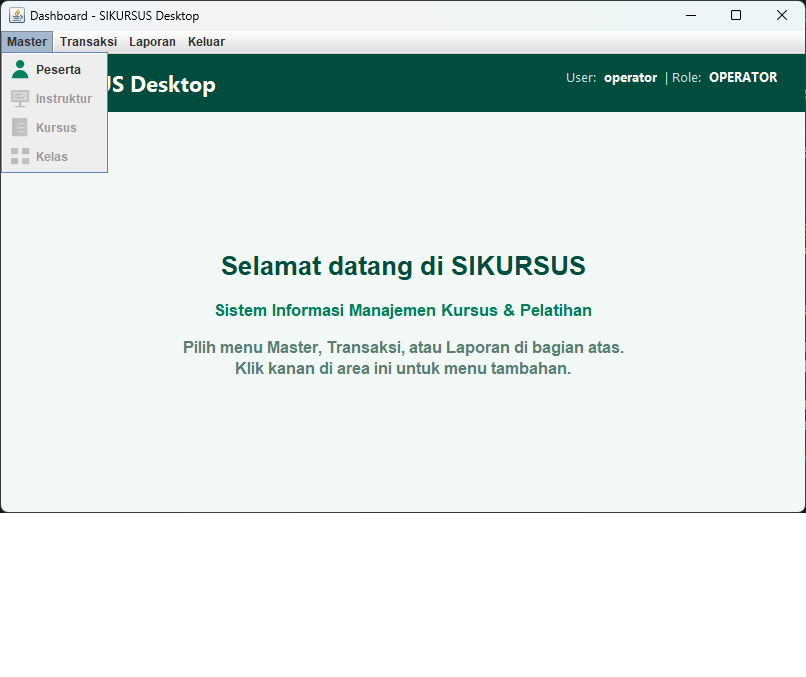 Dashboard - SIKURSUS Desktop
Master Transaksi Laporan Keluar
Peserta
Instruktur
Kursus
Kelas
US Desktop
User: operator | Role: OPERATOR
Selamat datang di SIKURSUS
Sistem Informasi Manajemen Kursus & Pelatihan
Pilih menu Master, Transaksi, atau Laporan di bagian atas.
Klik kanan di area ini untuk menu tambahan.